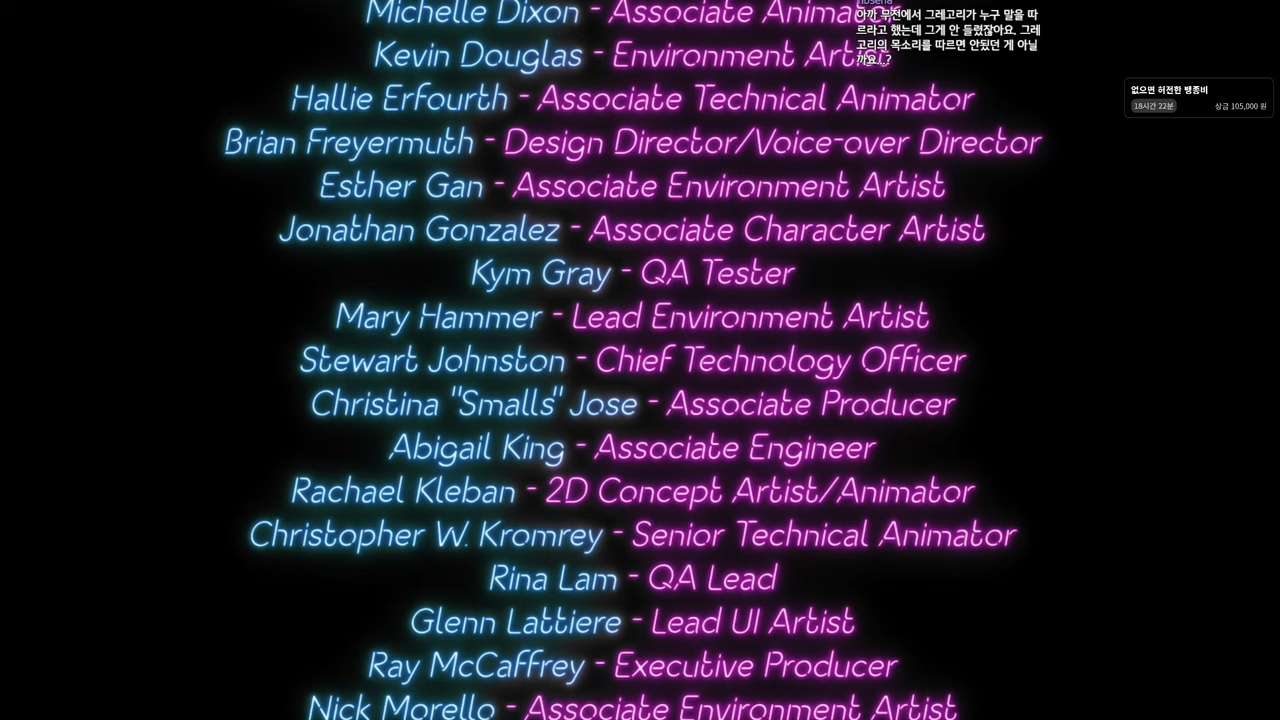 Michelle Dixon - Associate Animator
Kevin Douglas - Environment Artist
Hallie Erfourth - Associate Technical Animator
Brian Freyermuth - Design Director/Voice-over Director
Esther Gan - Associate Environment Artist
Jonathan Gonzalez - Associate Character Artist
Kym Gray - QA Tester
Mary Hammer - Lead Environment Artist
Stewart Johnston - Chief Technology Officer
Christina "Smalls" Jose - Associate Producer
Abigail King - Associate Engineer
Rachael Kleban - 2D Concept Artist/Animator
Christopher W. Kromrey - Senior Technical Animator
Rina Lam - QA Lead
Glenn Lattiere - Lead UI Artist
Ray McCaffrey - Executive Producer
Nick Morello - Associate Environment Artist
아까 무전에서 그레고리가 누구 말을 따
르라고 했는데 그게 안 들렸잖아요. 그레
고리의 목소리를 따르면 안됐던 게 아닐
까요...?
없으면 허전한 뱅종비
18시간 22분
상금 105,000 원